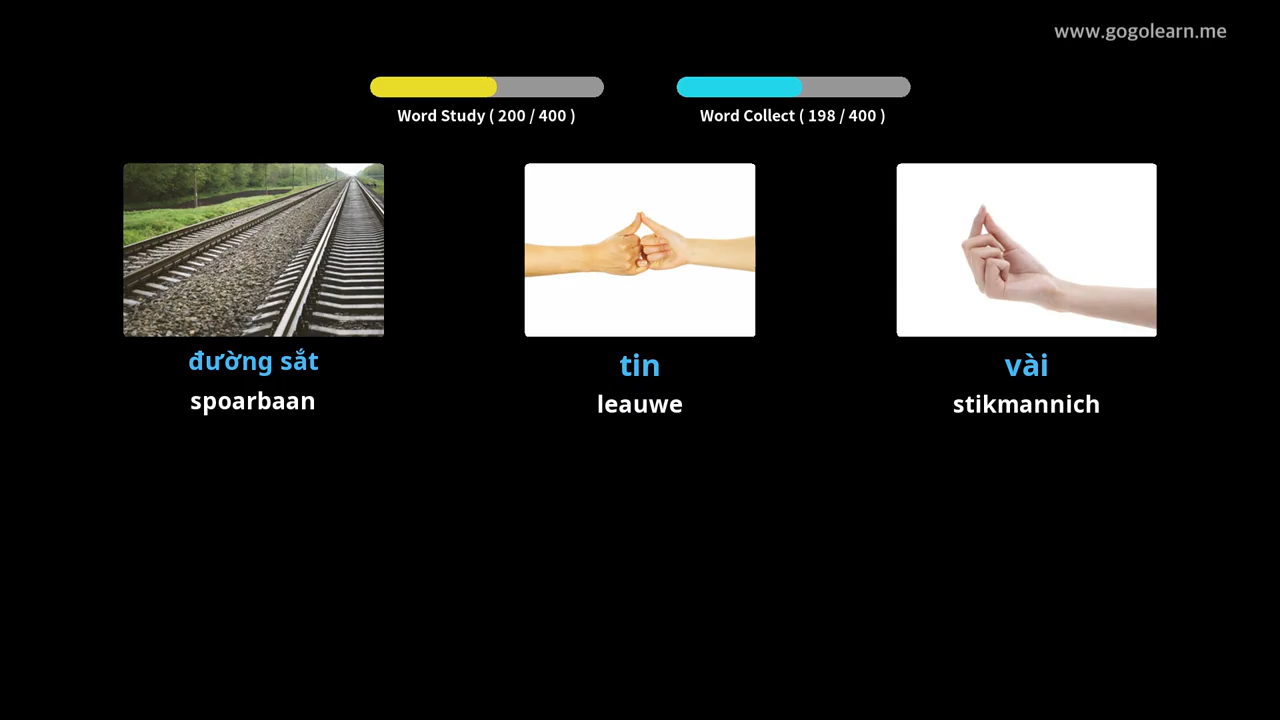 www.gogolearn.me
Word Study ( 200 / 400 )
Word Collect ( 198 / 400 )
đường sắt
spoarbaan
tin
leauwe
vài
stikmannich